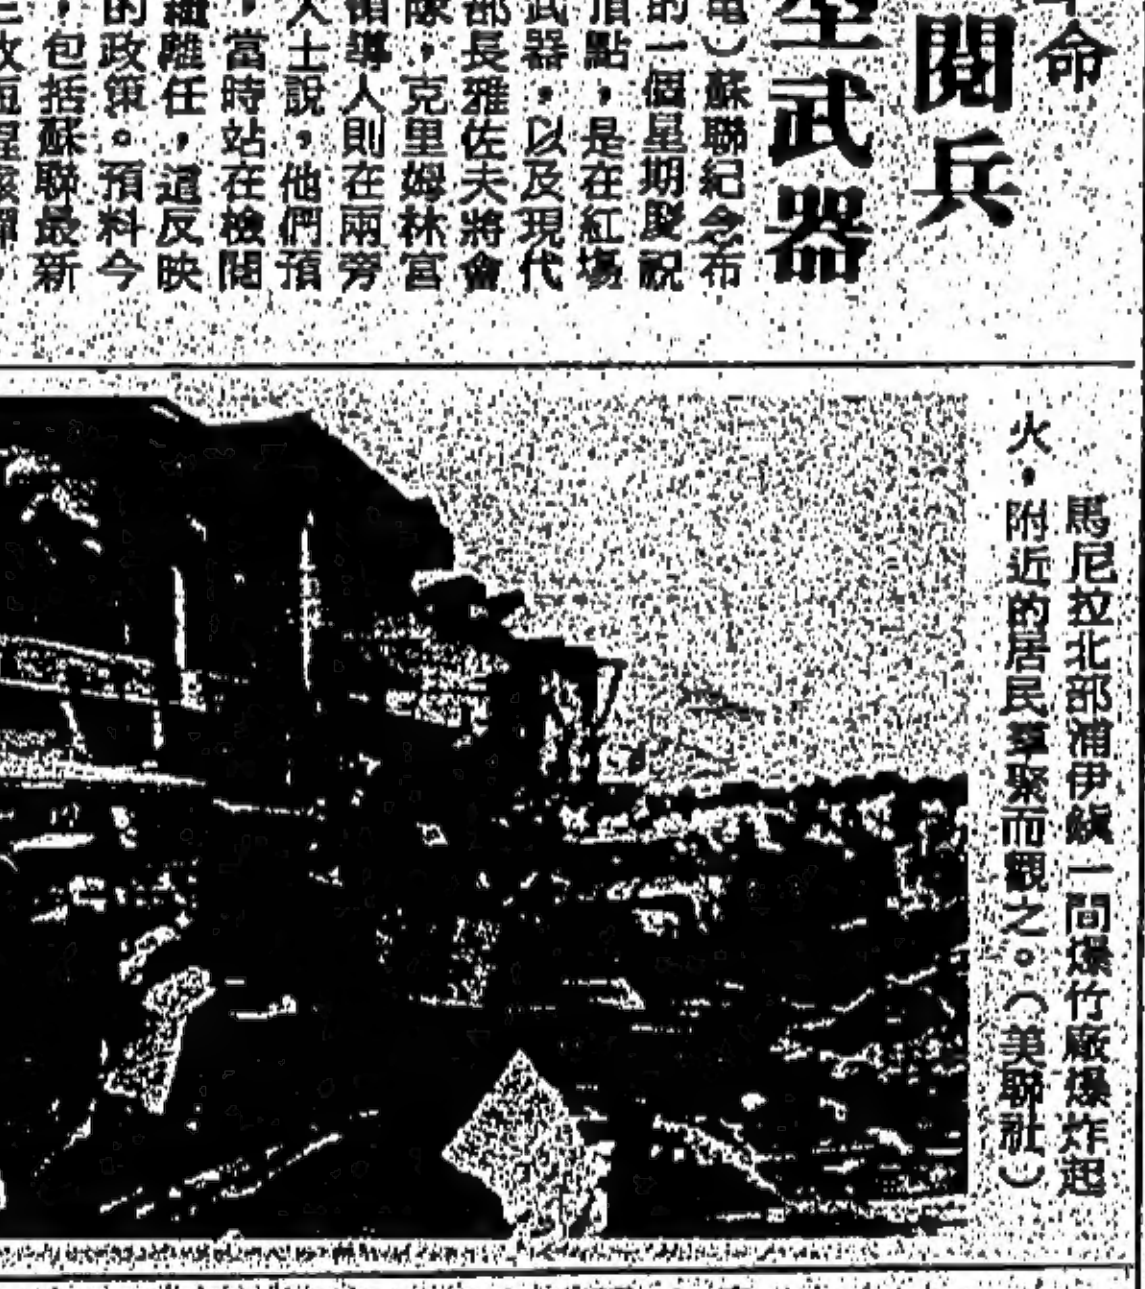 命
閱兵
型武器
電)蘇聯紀念布
的一個星期慶祝
頂點,是在紅場
武器,以及現代
部長雅佐夫將會
隊,克里姆林宮
領導人則在兩旁
人士說,他們預
,當時站在檢閱
繼離任,這反映
的政策。預料今
,包括蘇聯最新
馬尼拉北部浦伊 一間爆竹廠爆炸起
火,附近的居民羣聚而觀之。(美聯社)